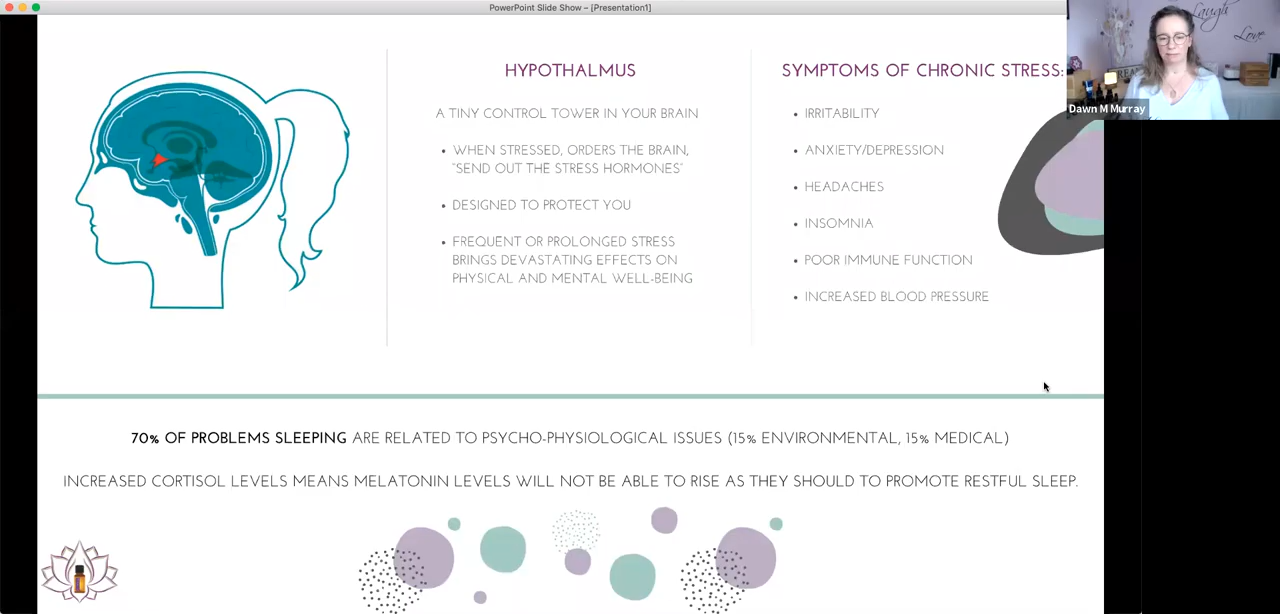 PowerPoint Slide Show – [Presentation1]
Laugh
Love
Dawn M Murray
HYPOTHALMUS
A TINY CONTROL TOWER IN YOUR BRAIN
• WHEN STRESSED, ORDERS THE BRAIN,
"SEND OUT THE STRESS HORMONES"
• DESIGNED TO PROTECT YOU
• FREQUENT OR PROLONGED STRESS
BRINGS DEVASTATING EFFECTS ON
PHYSICAL AND MENTAL WELL-BEING
SYMPTOMS OF CHRONIC STRESS:
• IRRITABILITY
• ANXIETY/DEPRESSION
• HEADACHES
• INSOMNIA
• POOR IMMUNE FUNCTION
• INCREASED BLOOD PRESSURE
70% OF PROBLEMS SLEEPING ARE RELATED TO PSYCHO-PHYSIOLOGICAL ISSUES (15% ENVIRONMENTAL, 15% MEDICAL)
INCREASED CORTISOL LEVELS MEANS MELATONIN LEVELS WILL NOT BE ABLE TO RISE AS THEY SHOULD TO PROMOTE RESTFUL SLEEP.